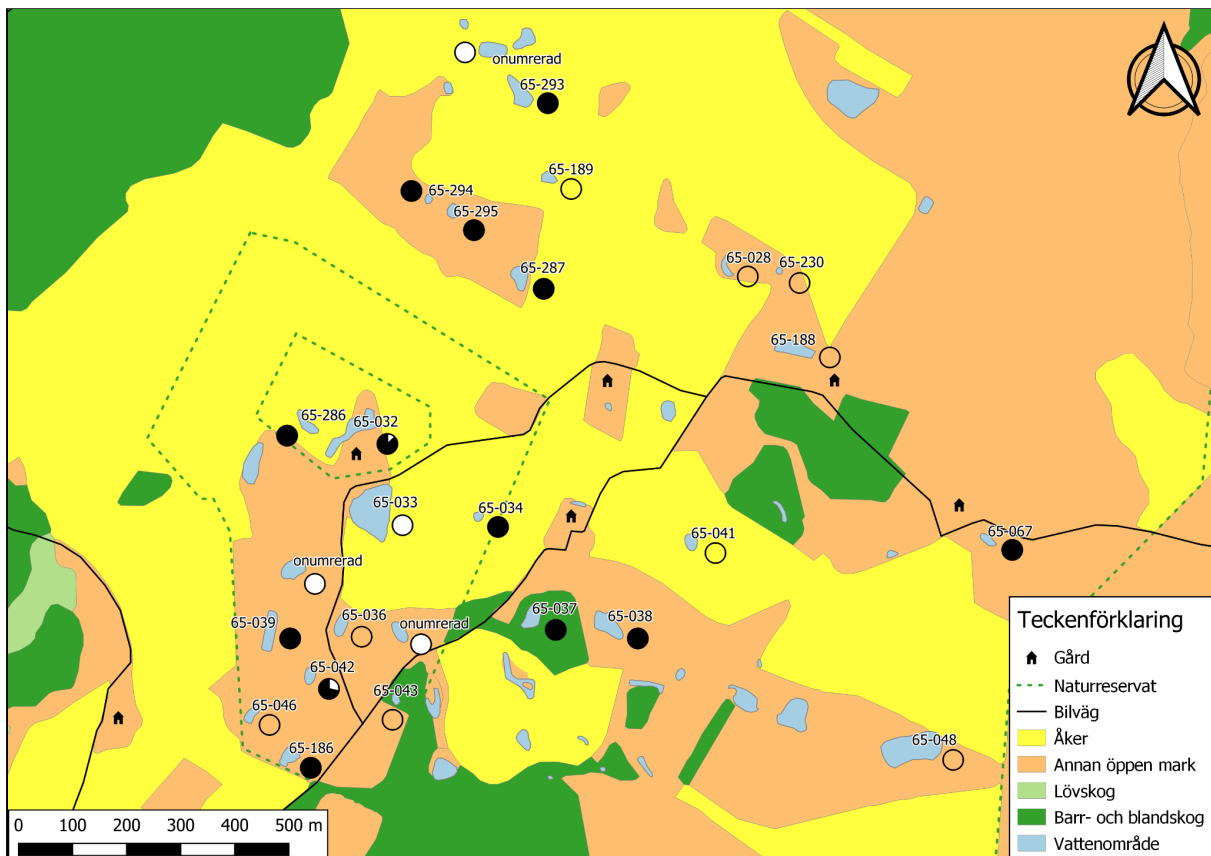 onumrerad
65-293
65-189
65-294
65-295
65-287
65-028
65-230
65-188
65-286
65-032
65-033
65-034
65-041
65-067
onumrerad
65-036
onumrerad
65-037
65-038
65-039
65-042
65-043
65-046
65-186
65-048
Teckenförklaring
Gård
Naturreservat
Bilväg
Åker
Annan öppen mark
Lövskog
Barr- och blandskog
Vattenområde
0 100 200 300 400 500 m